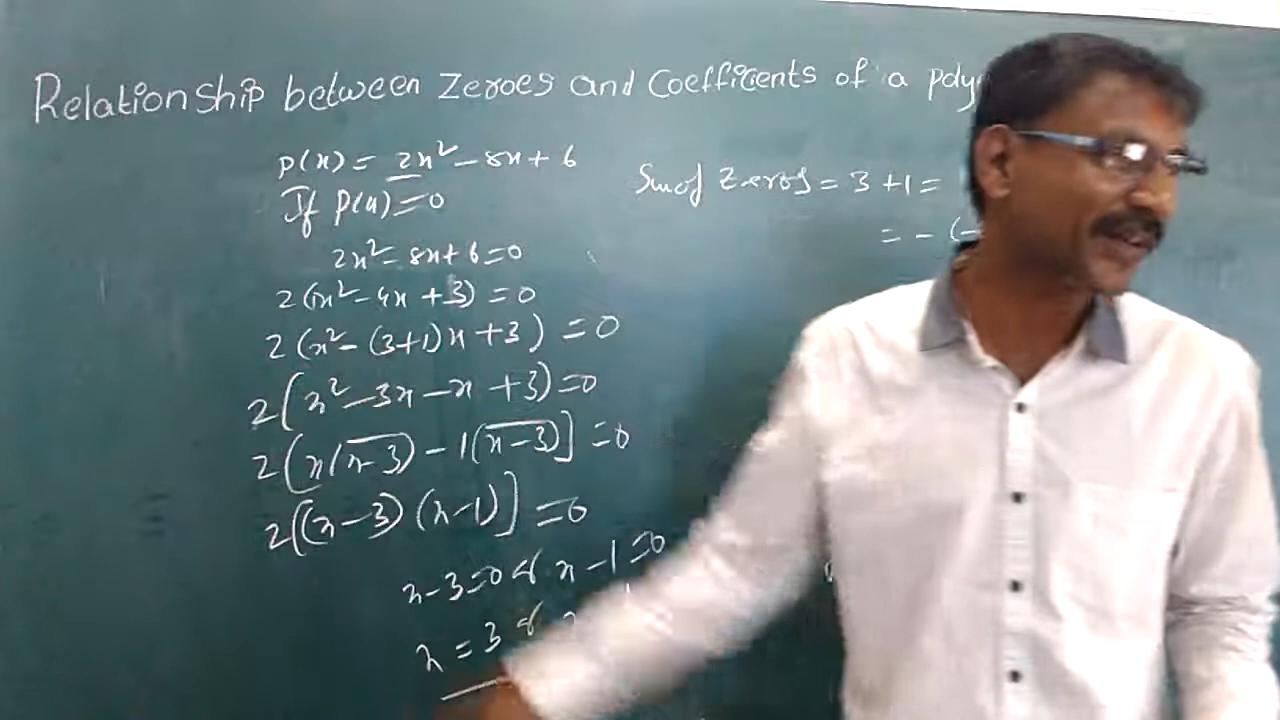 Relationship between Zeroes and Coefficients of a poly
p(x) = 2x² - 8x + 6
If p(x) = 0
2x² - 8x + 6 = 0
2(x² - 4x + 3) = 0
2(x² - (3+1)x + 3) = 0
2(x² - 3x - x + 3) = 0
2(x(x-3) - 1(x-3)] = 0
2[(x-3)(x-1)] = 0
x-3=0 & x-1=0
x = 3 &
Sum of Zeros = 3 + 1 =
= - (-